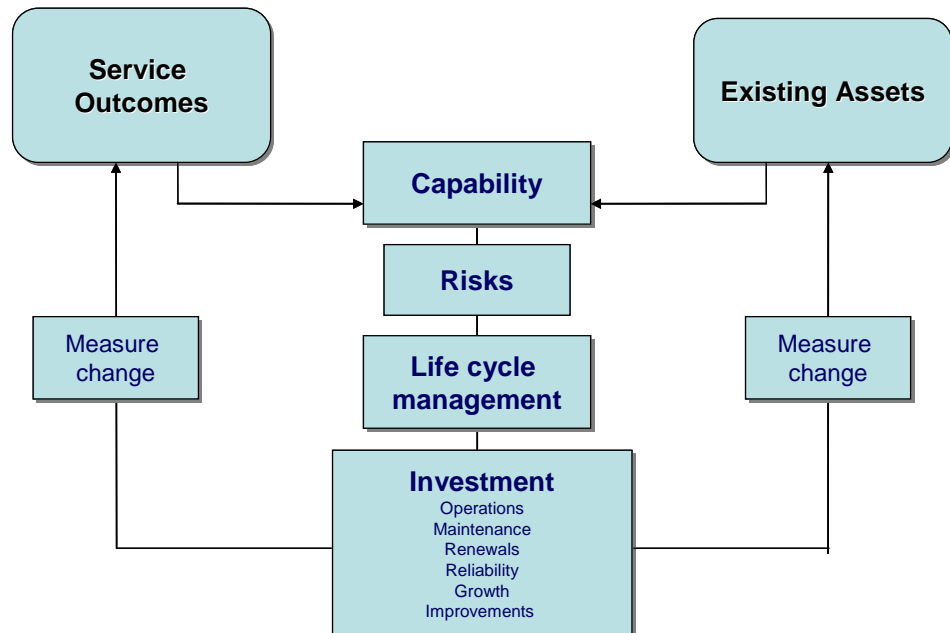 Service
Outcomes
Existing Assets
Capability
Risks
Measure
change
Life cycle
management
Measure
change
Investment
Operations
Maintenance
Renewals
Reliability
Growth
Improvements